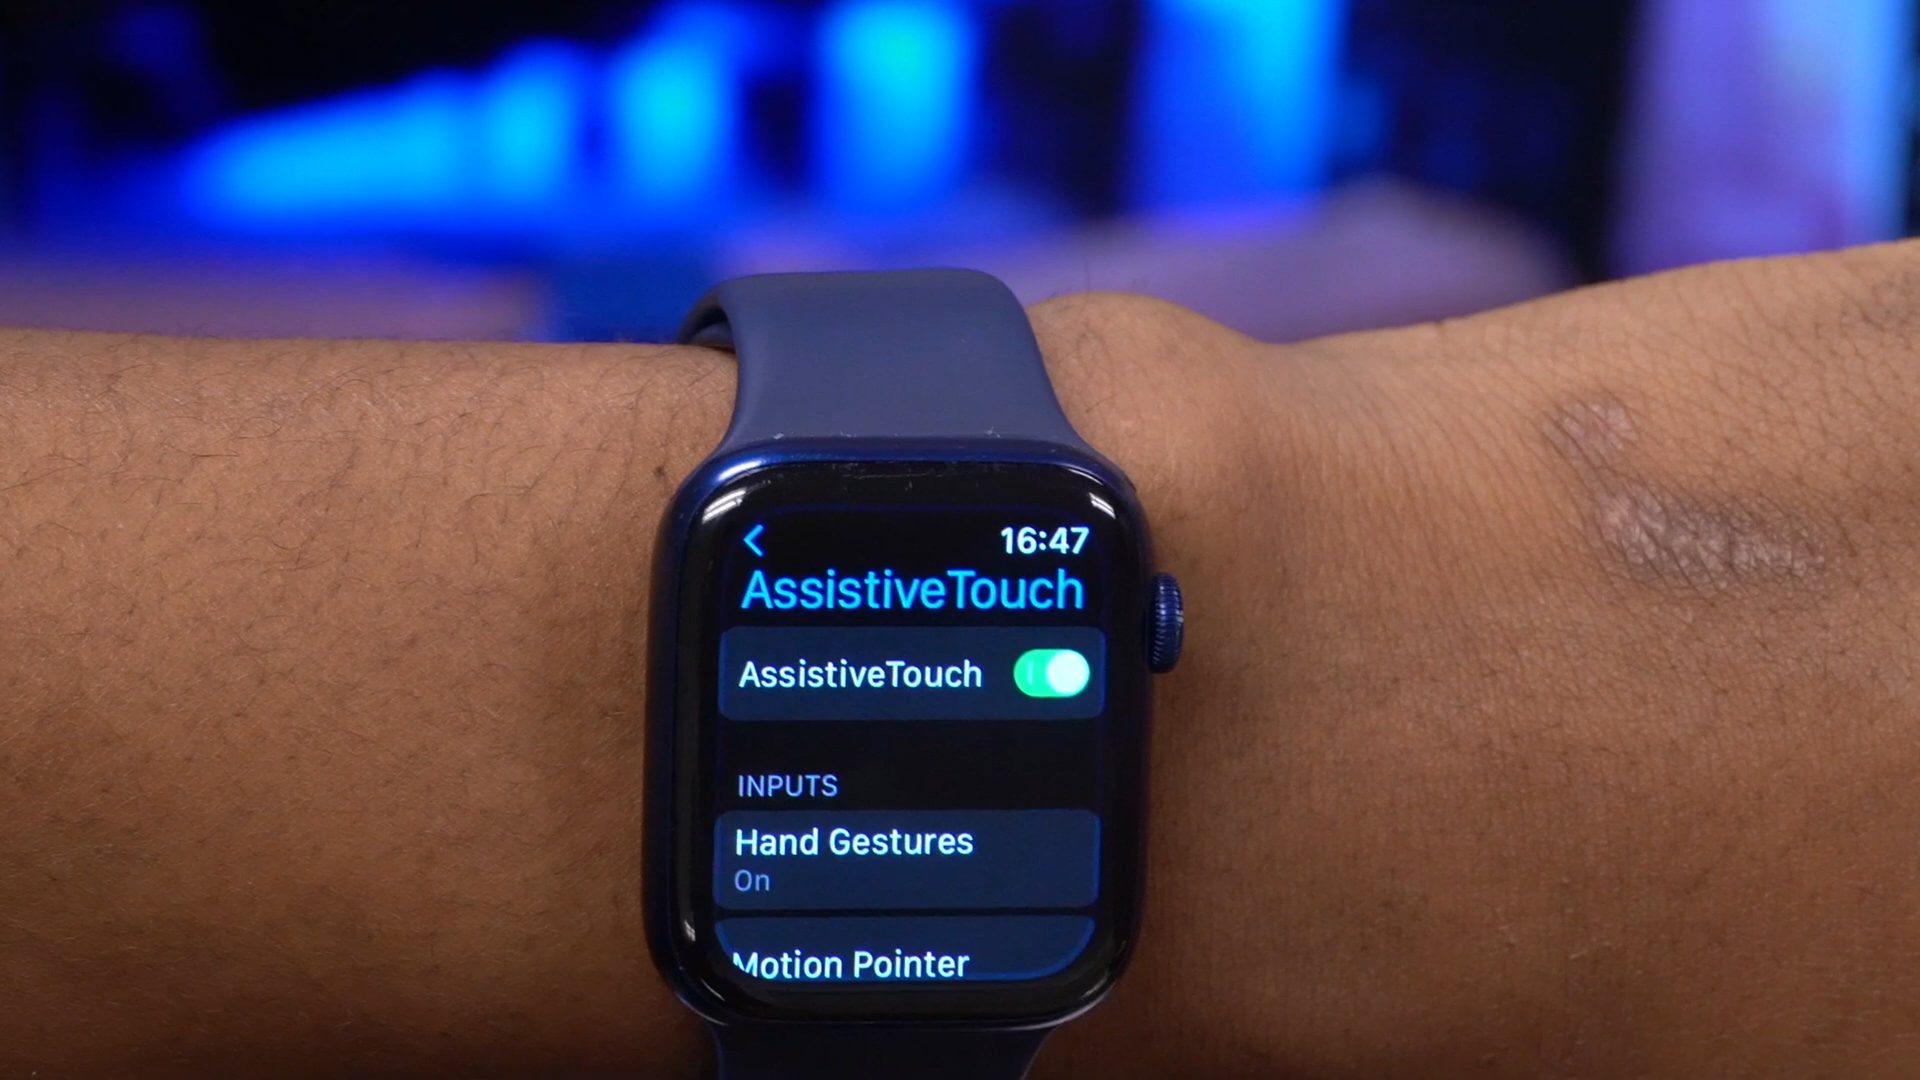 16:47
AssistiveTouch
AssistiveTouch
INPUTS
Hand Gestures
On
Motion Pointer